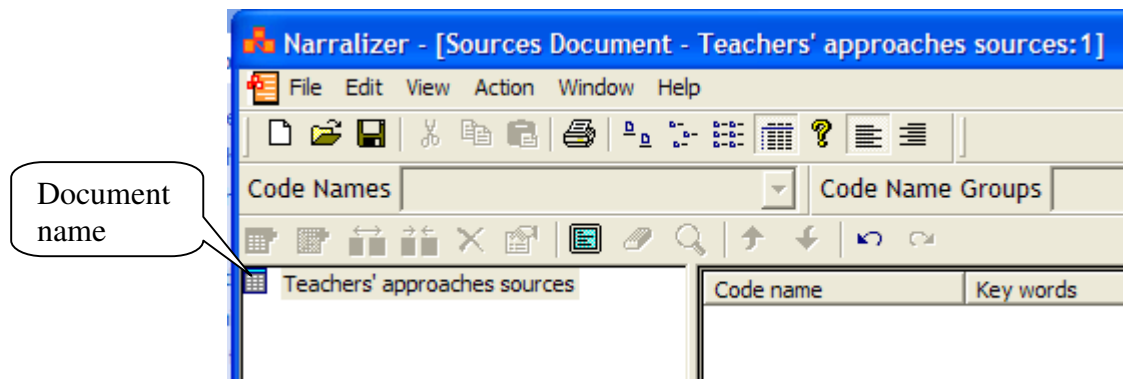 Narralizer - [Sources Document - Teachers' approaches sources:1]
File Edit View Action Window Help
Code Names Code Name Groups
Document
name
Teachers' approaches sources
Code name Key words